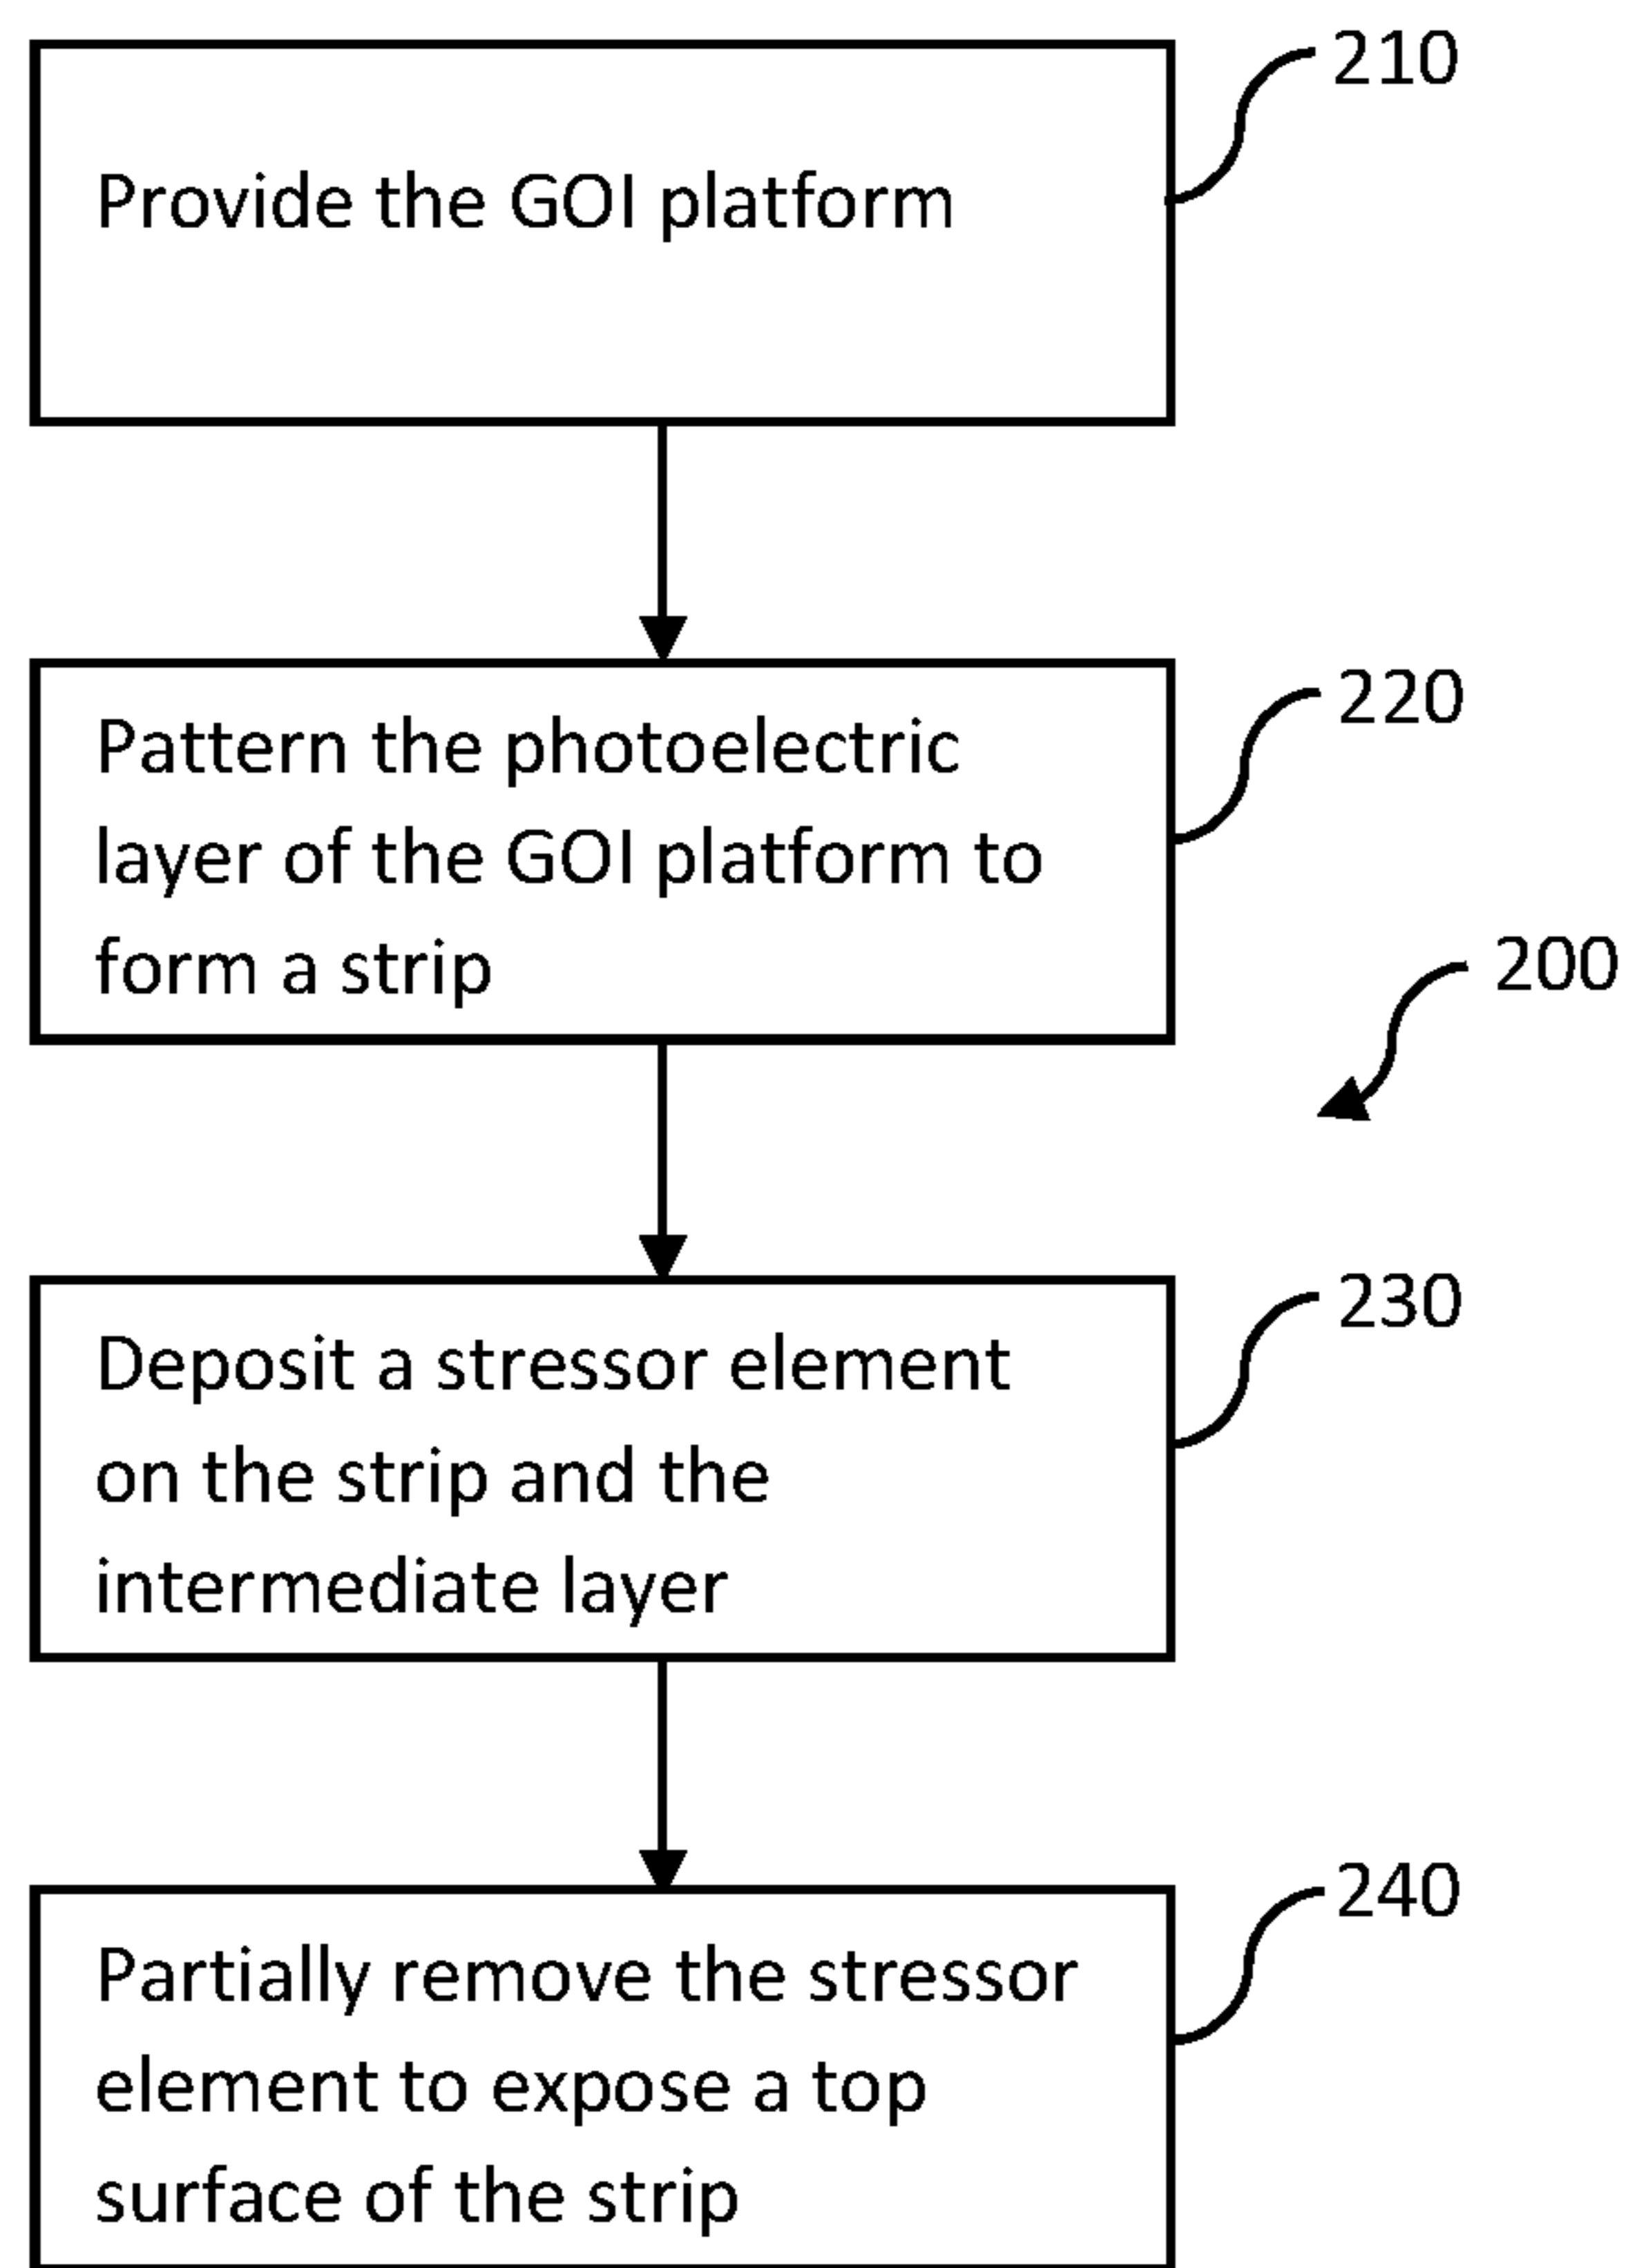 210
Provide the GOI platform
220
Pattern the photoelectric
layer of the GOI platform to
form a strip
200
230
Deposit a stressor element
on the strip and the
intermediate layer
240
Partially remove the stressor
element to expose a top
surface of the strip